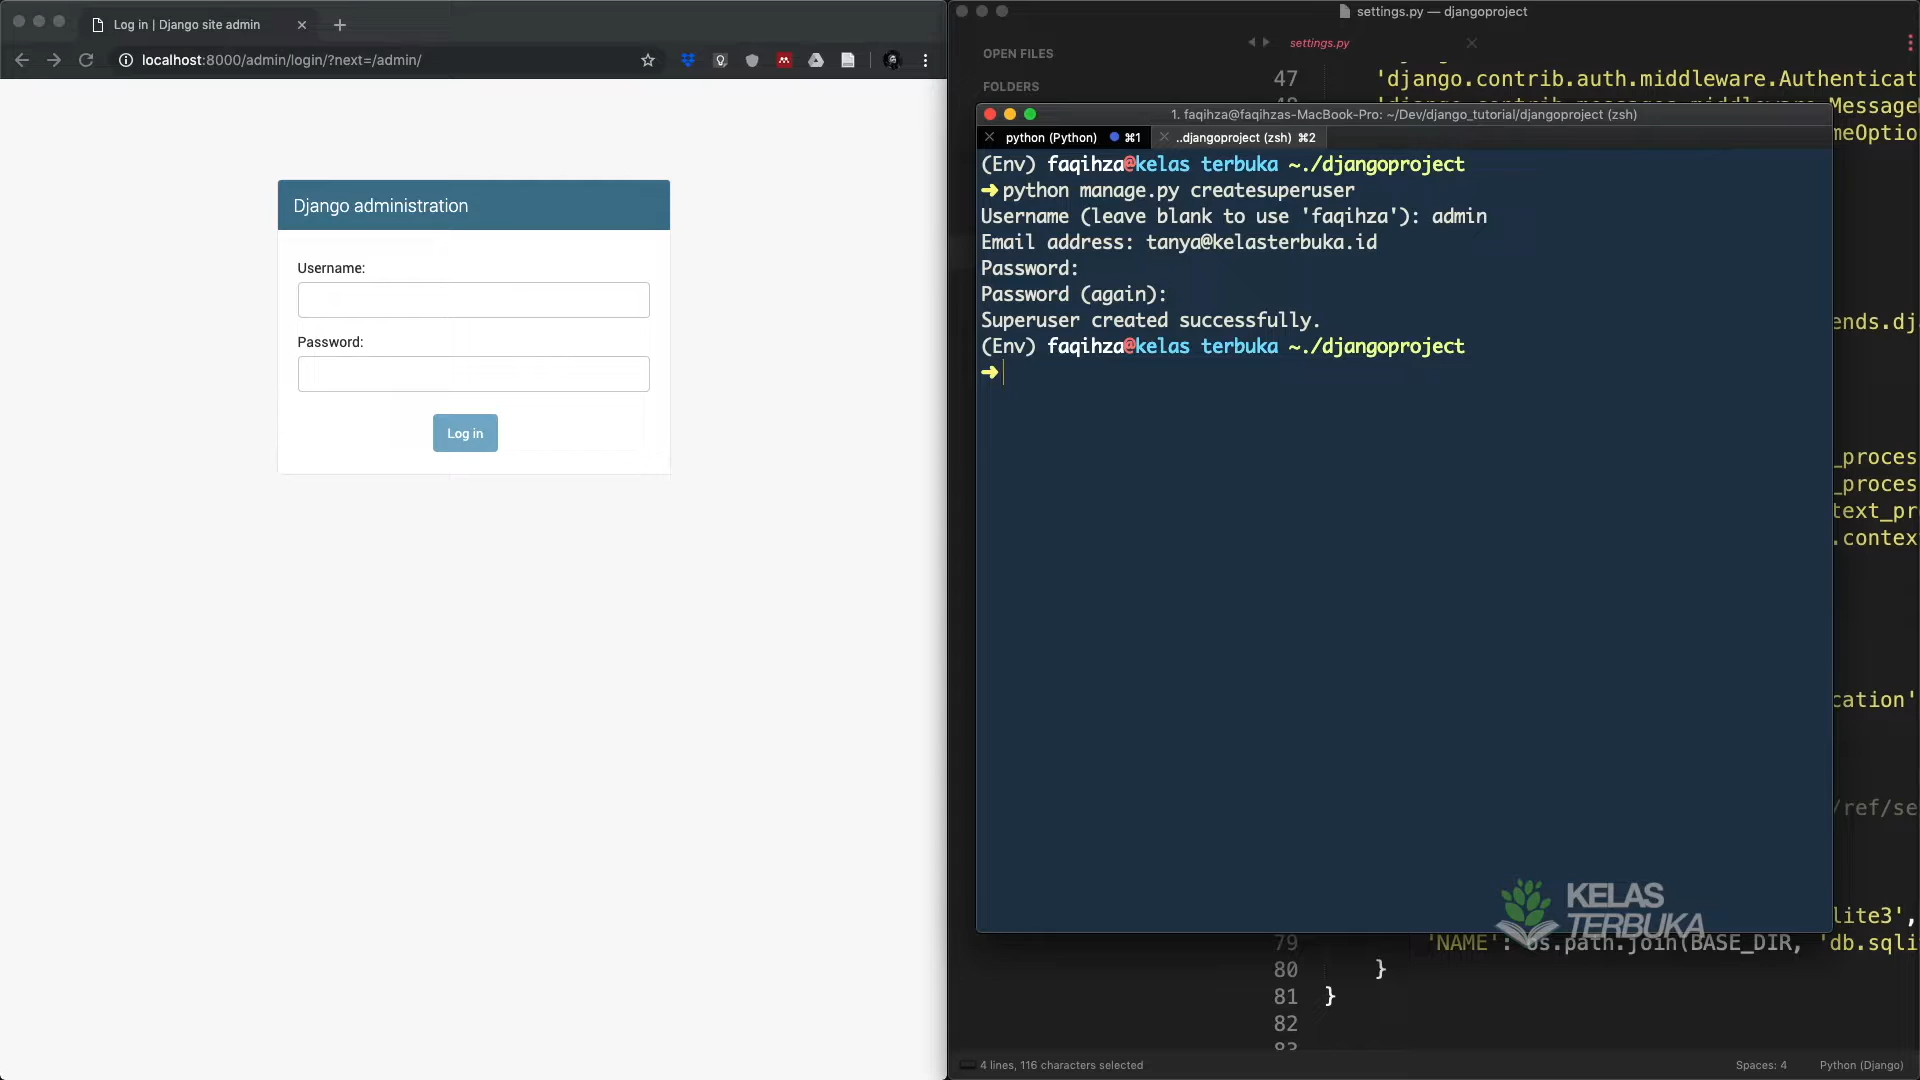 Log in | Django site admin
localhost:8000/admin/login/?next=/admin/
Django administration
Username:
Password:
Log in
settings.py — djangoproject
OPEN FILES
FOLDERS
settings.py
47 'django.contrib.auth.middleware.Authenticat
Message
meOptio
1. faqihza@faqihzas-MacBook-Pro: ~/Dev/django_tutorial/djangoproject (zsh)
python (Python) ⌘1 ..djangoproject (zsh) ⌘2
(Env) faqihza@kelas terbuka ~./djangoproject
➜ python manage.py createsuperuser
Username (leave blank to use 'faqihza'): admin
Email address: tanya@kelasterbuka.id
Password:
Password (again):
Superuser created successfully.
(Env) faqihza@kelas terbuka ~./djangoproject
➜
ends.dj
_proces
_proces
text_pr
.contex
cation'
/ref/se
KELAS
TERBUKA
lite3',
79 'NAME': os.path.join(BASE_DIR, 'db.sqli
80 }
81 }
82
4 lines, 116 characters selected
Spaces: 4 Python (Django)